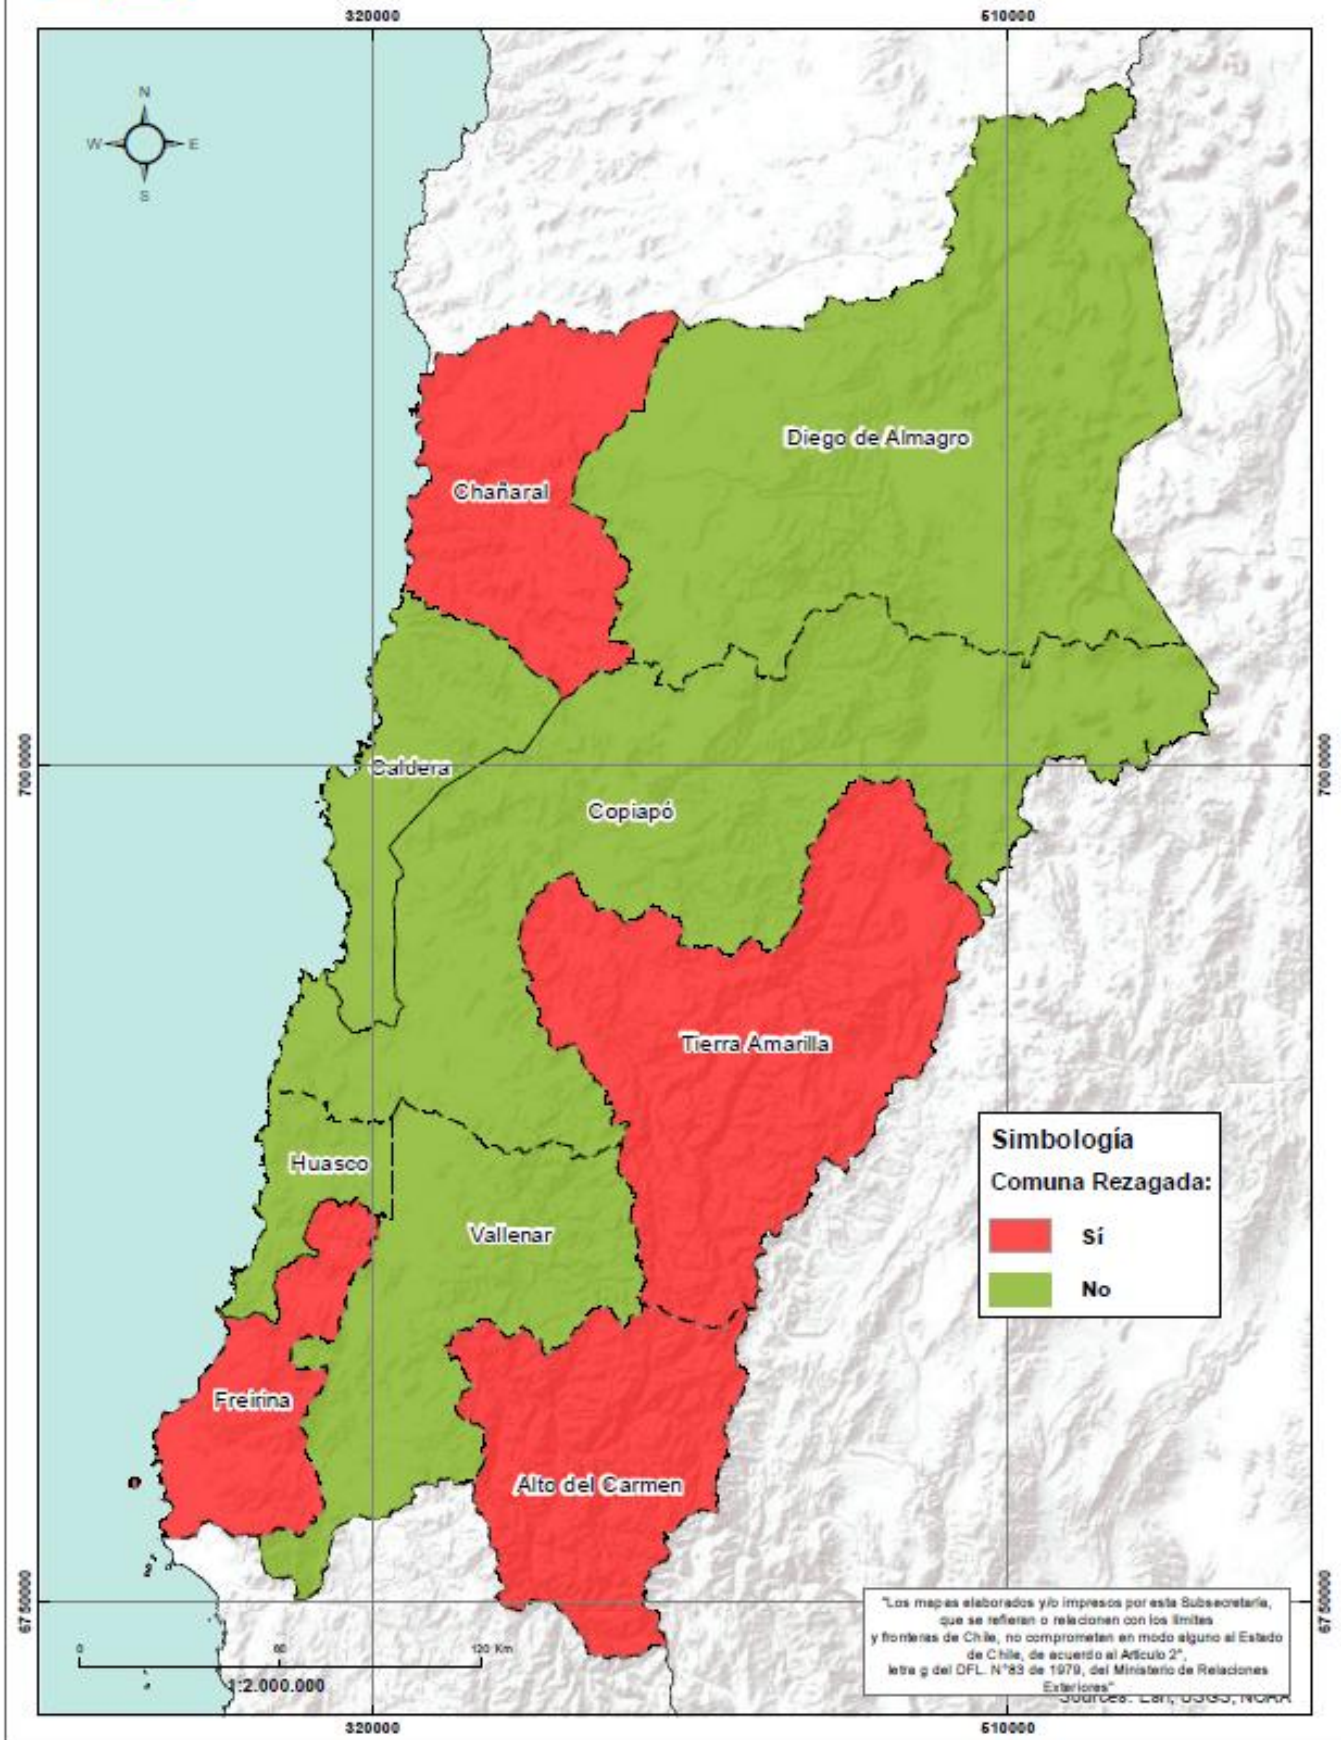 320000
510000
N
W
E
S
Diego de Almagro
Chañaral
7000000
7000000
Caldera
Copiapó
Tierra Amarilla
Simbología
Comuna Rezagada:
Sí
No
Huasco
Vallenar
Freirina
Alto del Carmen
6750000
6750000
"Los mapas elaborados y/o impresos por esta Subsecretaría,
que se refieran o relacionen con los límites
y fronteras de Chile, no comprometen en modo alguno al Estado
de Chile, de acuerdo al Artículo 2°,
letra g del DFL. N°83 de 1979, del Ministerio de Relaciones
Exteriores"
Sources: Esri, USGS, NOAA
0
60
120 Km
1:2.000.000
320000
510000